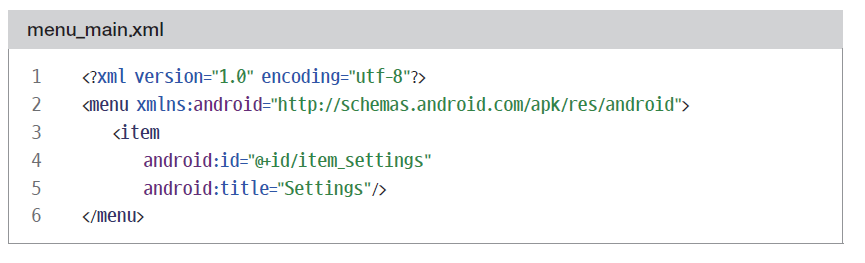 menu_main.xml
1 <?xml version="1.0" encoding="utf-8"?>
2 <menu xmlns:android="http://schemas.android.com/apk/res/android">
3 <item
4 android:id="@+id/item_settings"
5 android:title="Settings"/>
6 </menu>